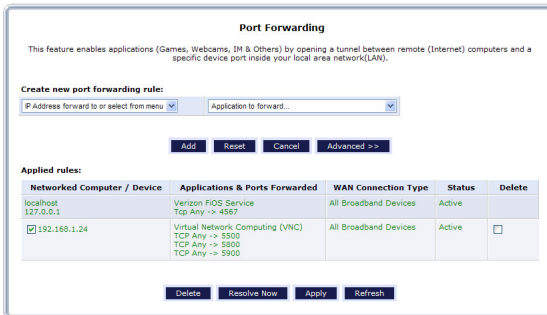 Port Forwarding
This feature enables applications (Games, Webcams, IM & Others) by opening a tunnel between remote (Internet) computers and a
specific device port inside your local area network(LAN).
Create new port forwarding rule:
IP Address forward to or select from menu Application to forward...
Add Reset Cancel Advanced >>
Applied rules:
Networked Computer / Device Applications & Ports Forwarded WAN Connection Type Status Delete
localhost Verizon FiOS Service All Broadband Devices Active
127.0.0.1 Tcp Any -> 4567
192.168.1.24 Virtual Network Computing (VNC) All Broadband Devices Active
TCP Any -> 5500
TCP Any -> 5800
TCP Any -> 5900
Delete Resolve Now Apply Refresh